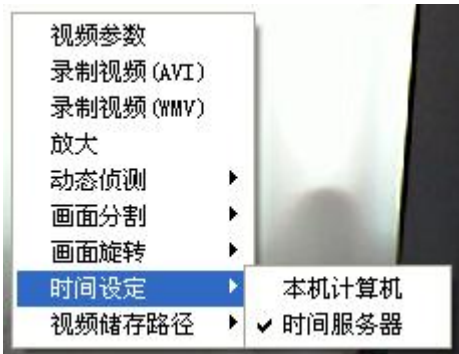 视频参数
录制视频(AVI)
录制视频(WMV)
放大
动态侦测
画面分割
画面旋转
时间设定
本机计算机
视频储存路径
时间服务器